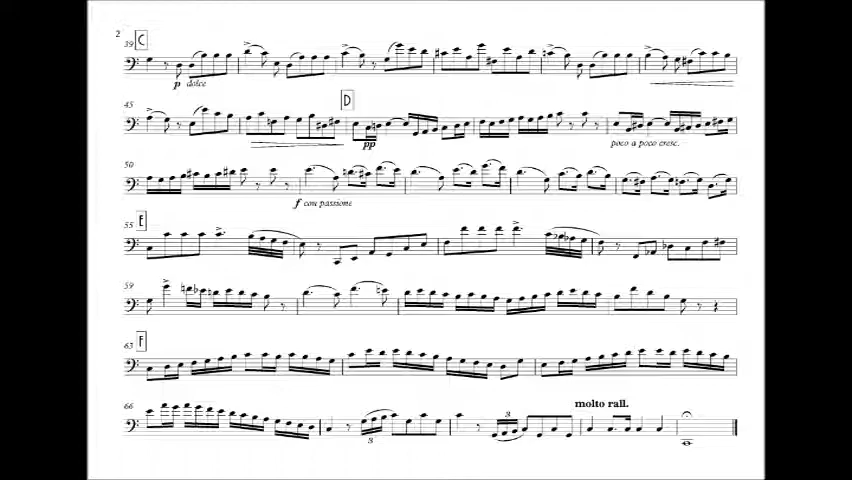 2
39 C
p dolce
45 D
pp poco a poco cresc.
50
f con passione
E
55
59
F
63
66 molto rall.
3 3